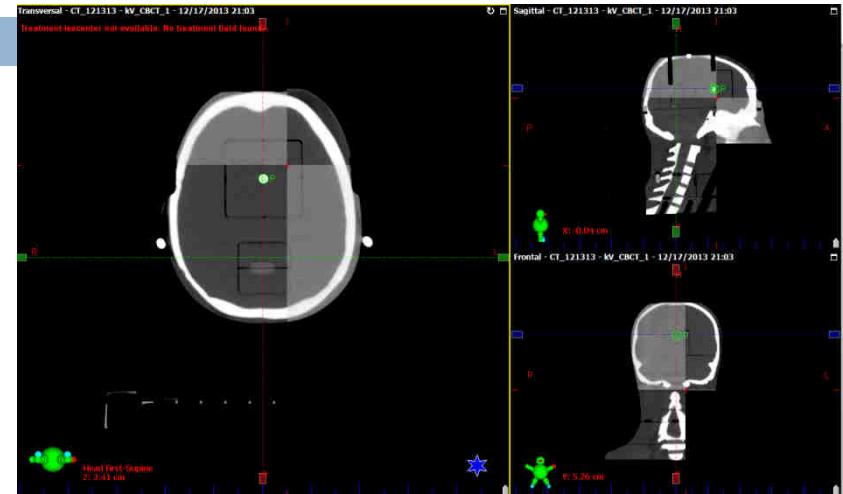 Transversal - CT_121313 - kV_CBCT_1 - 12/17/2013 21:03
Treatment isocenter not available. No treatment field found.
R
L
Head First-Supine
Z: 3.41 cm
Sagittal - CT_121313 - kV_CBCT_1 - 12/17/2013 21:03
H
P
P
A
X: -0.04 cm
Frontal - CT_121313 - kV_CBCT_1 - 12/17/2013 21:03
H
R
L
Y: 5.26 cm